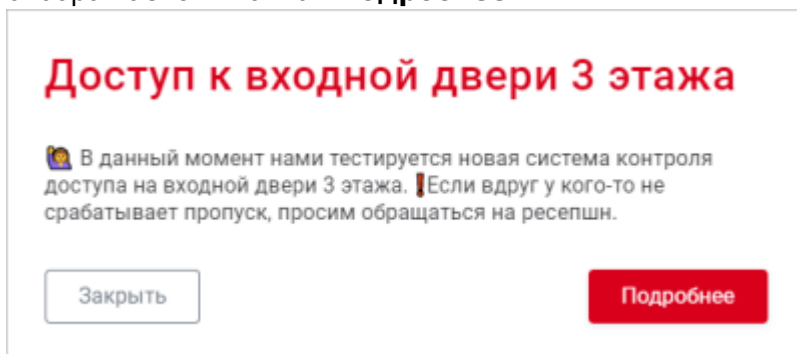 Доступ к входной двери 3 этажа
🙋 В данный момент нами тестируется новая система контроля
доступа на входной двери 3 этажа. ❗Если вдруг у кого-то не
срабатывает пропуск, просим обращаться на ресепшн.
Закрыть
Подробнее